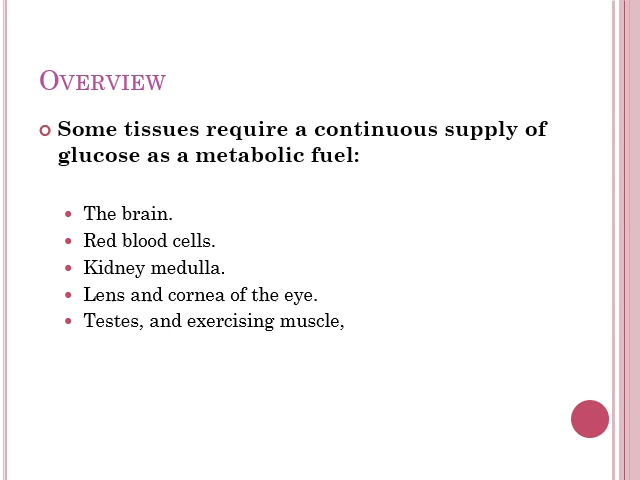 Overview
Some tissues require a continuous supply of
glucose as a metabolic fuel:
The brain.
Red blood cells.
Kidney medulla.
Lens and cornea of the eye.
Testes, and exercising muscle,